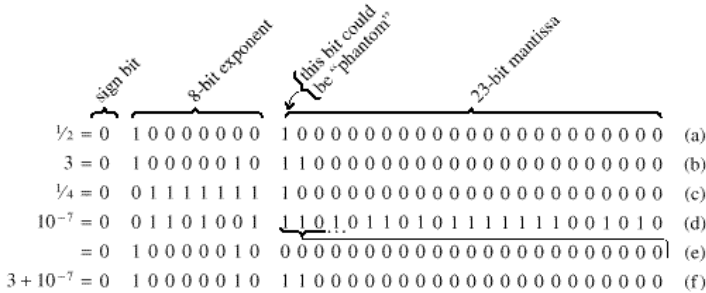 sign bit
8-bit exponent
this bit could
be “phantom”
23-bit mantissa
½ = 0 1 0 0 0 0 0 0 0 1 0 0 0 0 0 0 0 0 0 0 0 0 0 0 0 0 0 0 0 0 0 0 (a)
3 = 0 1 0 0 0 0 0 1 0 1 1 0 0 0 0 0 0 0 0 0 0 0 0 0 0 0 0 0 0 0 0 0 (b)
¼ = 0 0 1 1 1 1 1 1 1 1 0 0 0 0 0 0 0 0 0 0 0 0 0 0 0 0 0 0 0 0 0 0 (c)
10⁻⁷ = 0 0 1 1 0 1 0 0 1 1 1 0 1 0 1 1 0 1 0 1 1 1 1 1 1 1 0 0 1 0 1 0 (d)
= 0 1 0 0 0 0 0 1 0 0 0 0 0 0 0 0 0 0 0 0 0 0 0 0 0 0 0 0 0 0 0 0 (e)
3 + 10⁻⁷ = 0 1 0 0 0 0 0 1 0 1 1 0 0 0 0 0 0 0 0 0 0 0 0 0 0 0 0 0 0 0 0 0 (f)